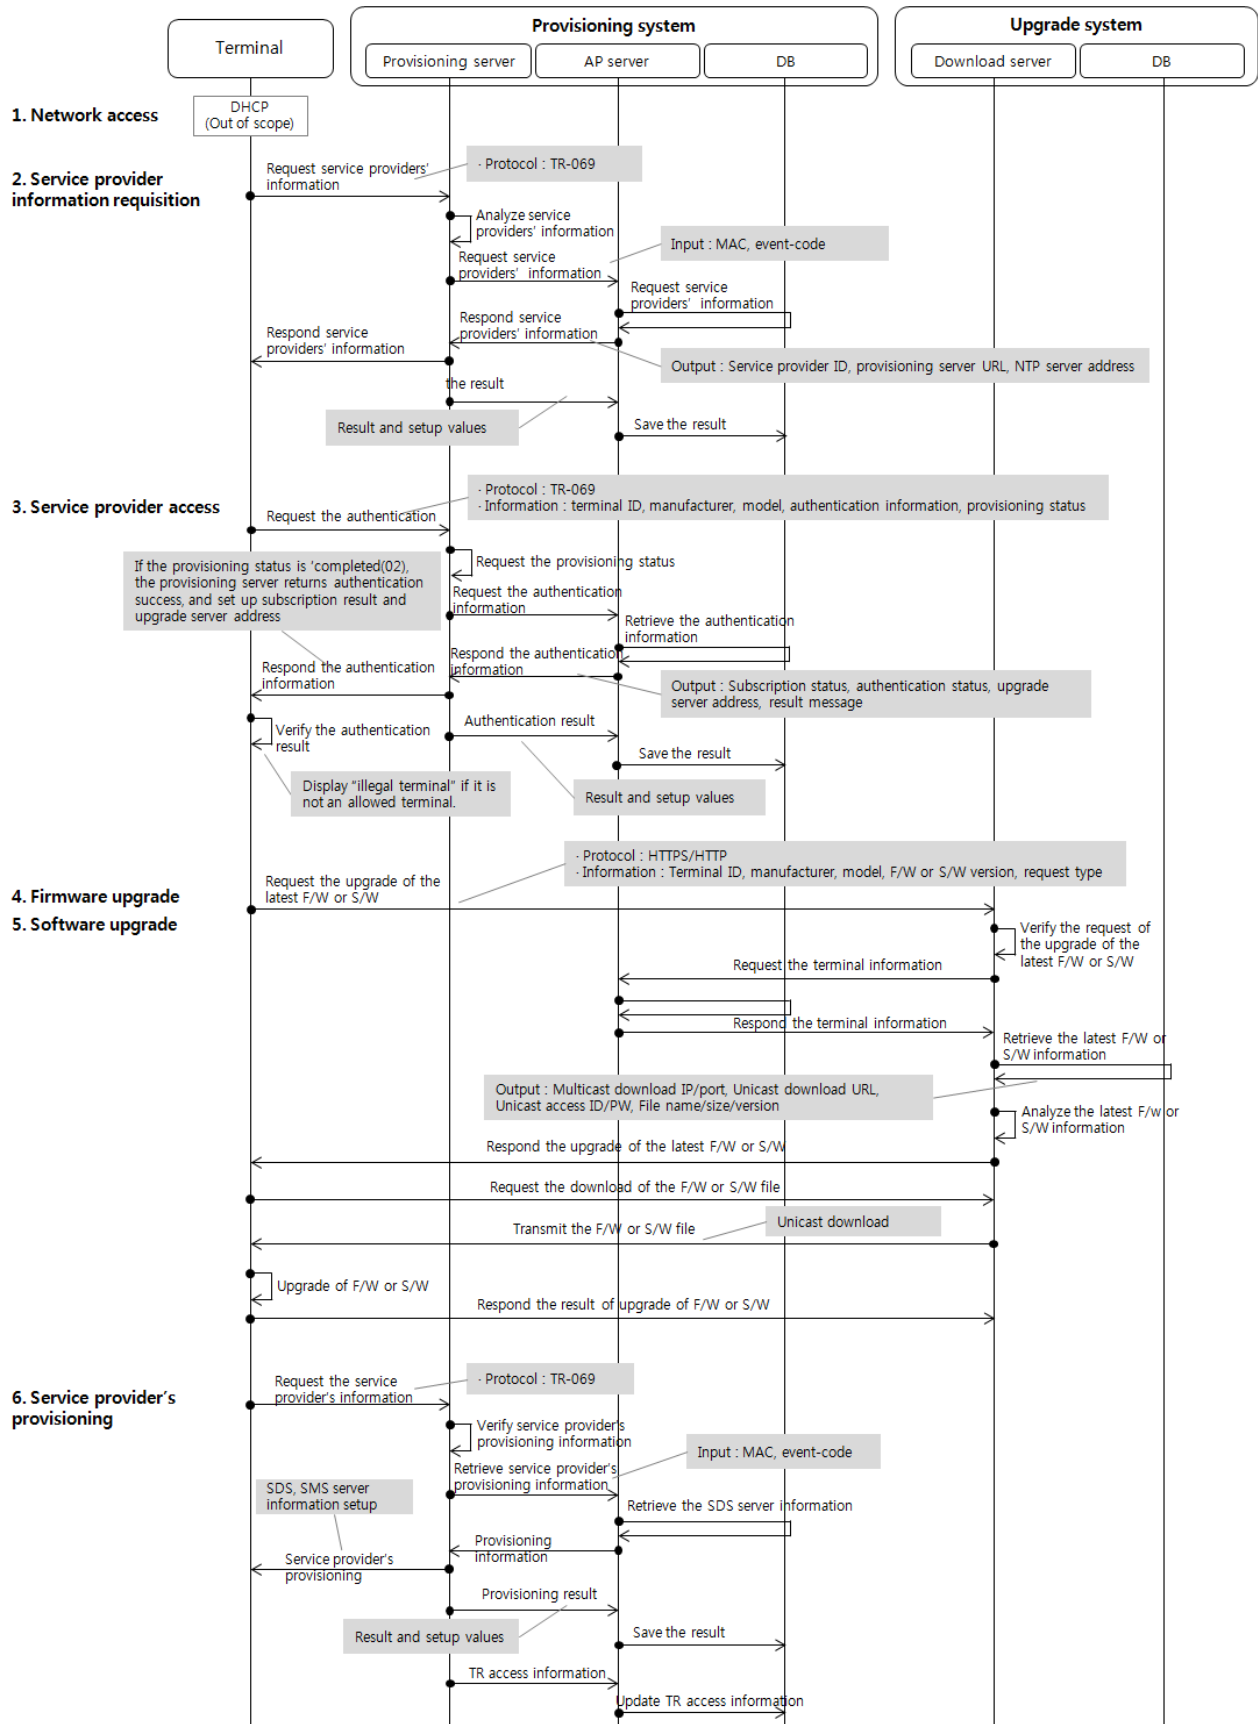 Terminal
Provisioning system
Provisioning server
AP server
DB
Upgrade system
Download server
DB
1. Network access
DHCP
(Out of scope)
2. Service provider
information requisition
Request service providers'
information
· Protocol : TR-069
Analyze service
providers' information
Input : MAC, event-code
Request service
providers' information
Request service
providers' information
Respond service
providers' information
Respond service
providers' information
Output : Service provider ID, provisioning server URL, NTP server address
the result
Result and setup values
Save the result
3. Service provider access
· Protocol : TR-069
· Information : terminal ID, manufacturer, model, authentication information, provisioning status
Request the authentication
If the provisioning status is 'completed(02),
the provisioning server returns authentication
success, and set up subscription result and
upgrade server address
Request the provisioning status
Request the authentication
information
Retrieve the authentication
information
Respond the authentication
information
Respond the authentication
information
Output : Subscription status, authentication status, upgrade
server address, result message
Verify the authentication
result
Authentication result
Save the result
Display "illegal terminal" if it is
not an allowed terminal.
Result and setup values
· Protocol : HTTPS/HTTP
· Information : Terminal ID, manufacturer, model, F/W or S/W version, request type
4. Firmware upgrade
5. Software upgrade
Request the upgrade of the
latest F/W or S/W
Verify the request of
the upgrade of the
latest F/W or S/W
Request the terminal information
Respond the terminal information
Retrieve the latest F/W or
S/W information
Output : Multicast download IP/port, Unicast download URL,
Unicast access ID/PW, File name/size/version
Analyze the latest F/w or
S/W information
Respond the upgrade of the latest F/W or S/W
Request the download of the F/W or S/W file
Transmit the F/W or S/W file
Unicast download
Upgrade of F/W or S/W
Respond the result of upgrade of F/W or S/W
6. Service provider's
provisioning
Request the service
provider's information
· Protocol : TR-069
Verify service provider's
provisioning information
Input : MAC, event-code
Retrieve service provider's
provisioning information
SDS, SMS server
information setup
Retrieve the SDS server information
Provisioning
information
Service provider's
provisioning
Provisioning result
Result and setup values
Save the result
TR access information
Update TR access information